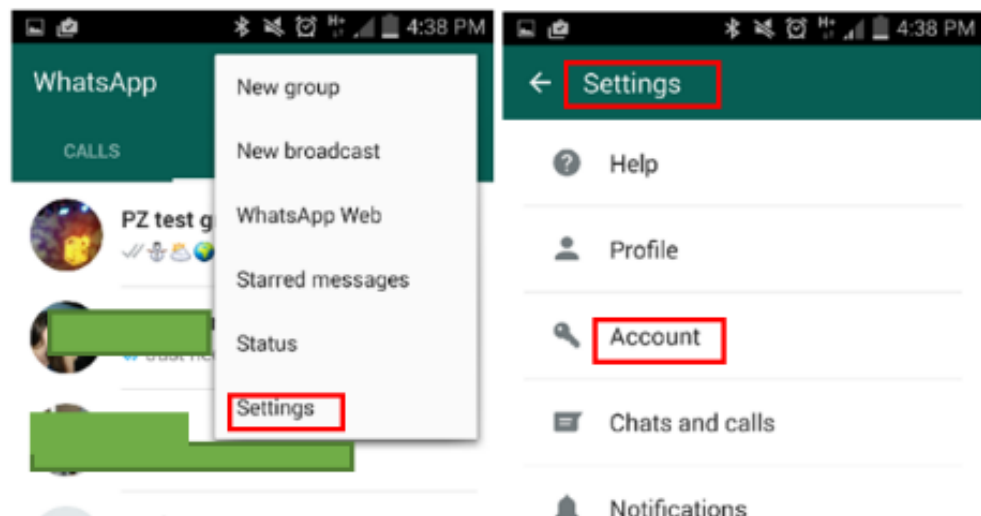 4:38 PM
WhatsApp
CALLS
New group
New broadcast
WhatsApp Web
Starred messages
Status
Settings
PZ test g
4:38 PM
Settings
Help
Profile
Account
Chats and calls
Notifications